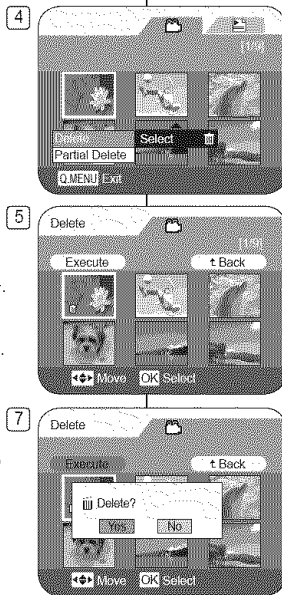 4
[1/9]
Delete Select
Partial Delete
Q.MENU Exit
5
Delete
[1/9]
Execute Back
Move OK Select
7
Delete
Execute Back
Delete?
Yes No
Move OK Select